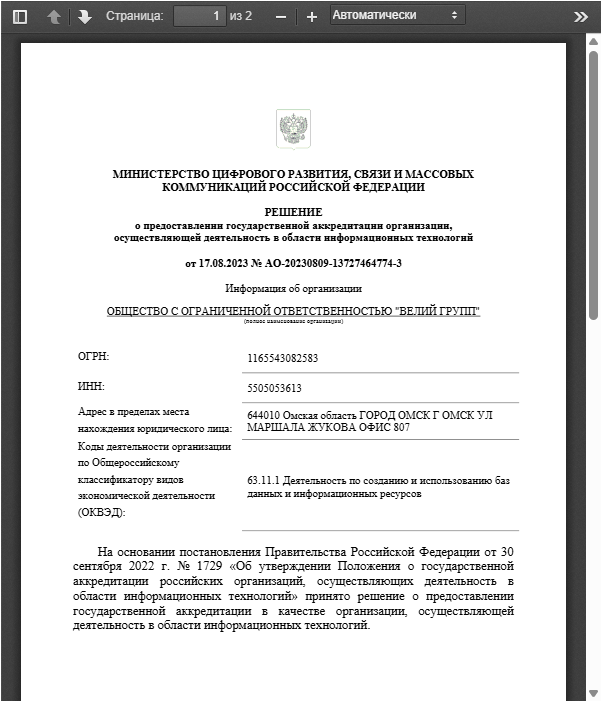 Страница: 1 из 2 Автоматически
МИНИСТЕРСТВО ЦИФРОВОГО РАЗВИТИЯ, СВЯЗИ И МАССОВЫХ
КОММУНИКАЦИЙ РОССИЙСКОЙ ФЕДЕРАЦИИ
РЕШЕНИЕ
о предоставлении государственной аккредитации организации,
осуществляющей деятельность в области информационных технологий
от 17.08.2023 № АО-20230809-13727464774-3
Информация об организации
ОБЩЕСТВО С ОГРАНИЧЕННОЙ ОТВЕТСТВЕННОСТЬЮ "ВЕЛИЙ ГРУПП"
(полное наименование организации)
ОГРН:
1165543082583
ИНН:
5505053613
Адрес в пределах места
нахождения юридического лица:
644010 Омская область ГОРОД ОМСК Г ОМСК УЛ
МАРШАЛА ЖУКОВА ОФИС 807
Коды деятельности организации
по Общероссийскому
классификатору видов
экономической деятельности
(ОКВЭД):
63.11.1 Деятельность по созданию и использованию баз
данных и информационных ресурсов
На основании постановления Правительства Российской Федерации от 30
сентября 2022 г. № 1729 «Об утверждении Положения о государственной
аккредитации российских организаций, осуществляющих деятельность в
области информационных технологий» принято решение о предоставлении
государственной аккредитации в качестве организации, осуществляющей
деятельность в области информационных технологий.